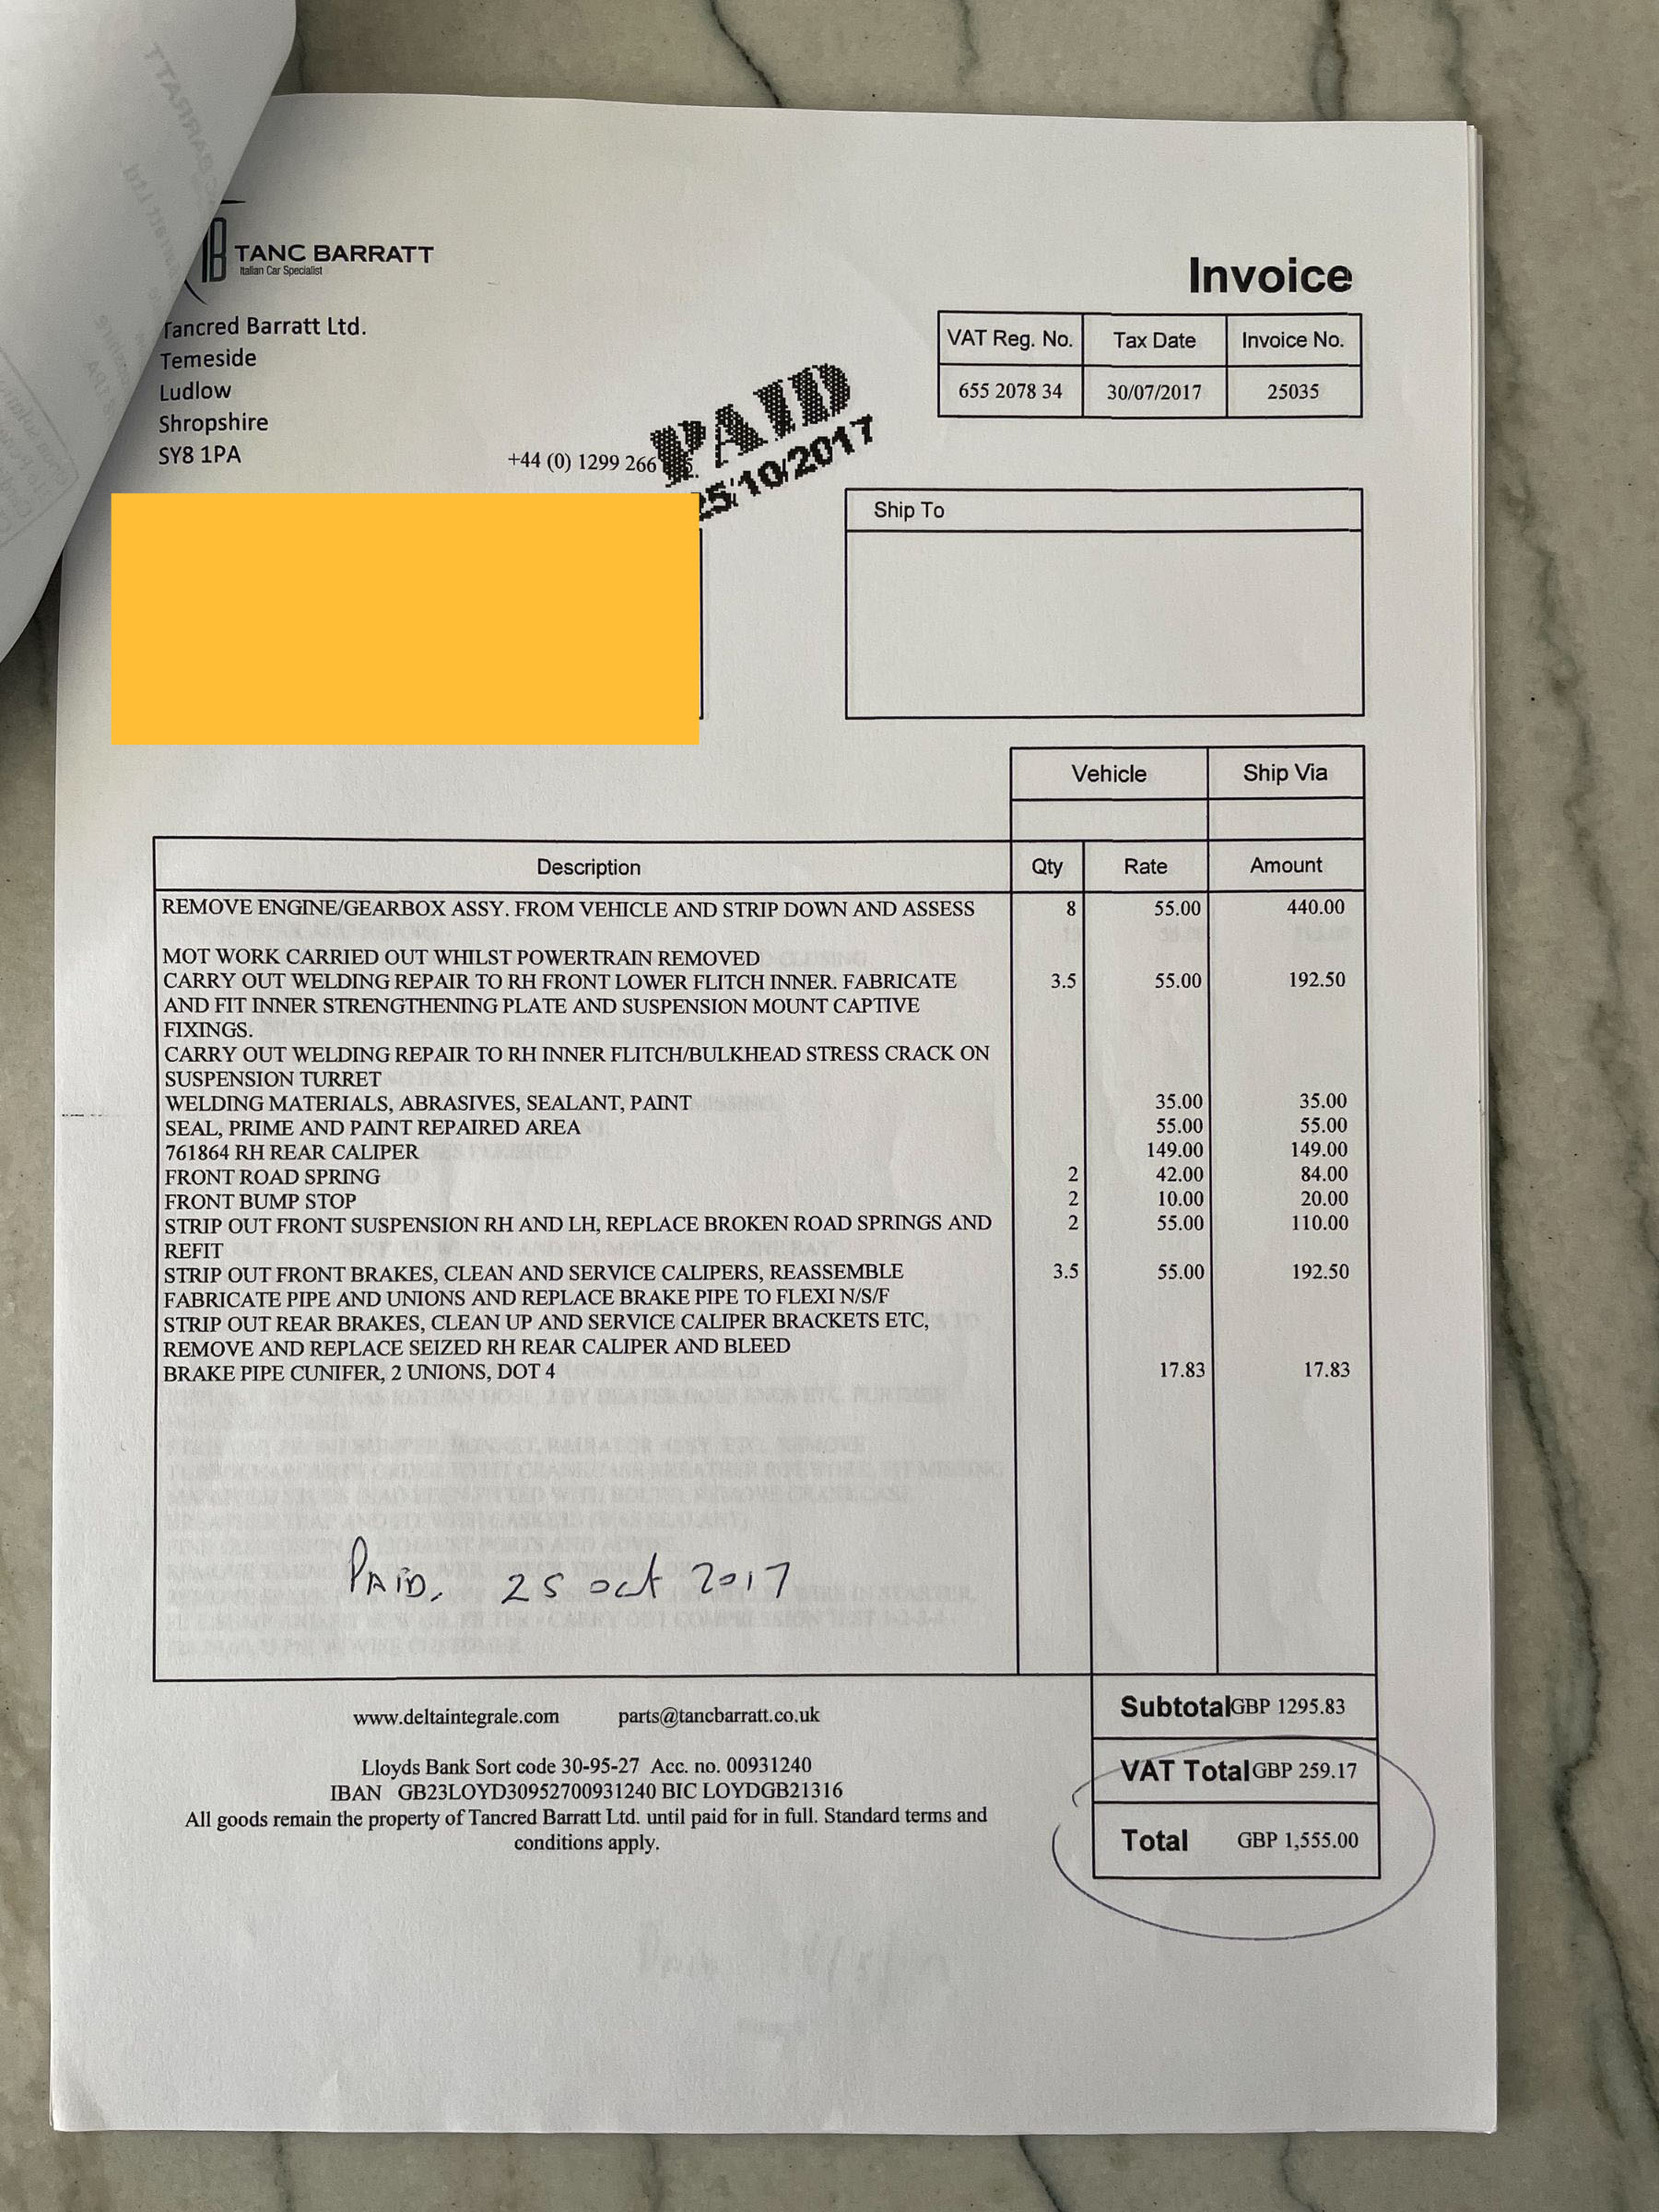 TANC BARRATT
Italian Car Specialist
Invoice
Tancred Barratt Ltd.
Temeside
Ludlow
Shropshire
SY8 1PA
+44 (0) 1299 266
PAID
25/10/2017
VAT Reg. No. Tax Date Invoice No.
655 2078 34 30/07/2017 25035
Ship To
Vehicle Ship Via
Description Qty Rate Amount
REMOVE ENGINE/GEARBOX ASSY. FROM VEHICLE AND STRIP DOWN AND ASSESS 8 55.00 440.00
MOT WORK CARRIED OUT WHILST POWERTRAIN REMOVED
CARRY OUT WELDING REPAIR TO RH FRONT LOWER FLITCH INNER. FABRICATE 3.5 55.00 192.50
AND FIT INNER STRENGTHENING PLATE AND SUSPENSION MOUNT CAPTIVE
FIXINGS.
CARRY OUT WELDING REPAIR TO RH INNER FLITCH/BULKHEAD STRESS CRACK ON
SUSPENSION TURRET
WELDING MATERIALS, ABRASIVES, SEALANT, PAINT 35.00 35.00
SEAL, PRIME AND PAINT REPAIRED AREA 55.00 55.00
761864 RH REAR CALIPER 149.00 149.00
FRONT ROAD SPRING 2 42.00 84.00
FRONT BUMP STOP 2 10.00 20.00
STRIP OUT FRONT SUSPENSION RH AND LH, REPLACE BROKEN ROAD SPRINGS AND 2 55.00 110.00
REFIT
STRIP OUT FRONT BRAKES, CLEAN AND SERVICE CALIPERS, REASSEMBLE 3.5 55.00 192.50
FABRICATE PIPE AND UNIONS AND REPLACE BRAKE PIPE TO FLEXI N/S/F
STRIP OUT REAR BRAKES, CLEAN UP AND SERVICE CALIPER BRACKETS ETC,
REMOVE AND REPLACE SEIZED RH REAR CALIPER AND BLEED
BRAKE PIPE CUNIFER, 2 UNIONS, DOT 4 17.83 17.83
PAID. 25 oct 2017
www.deltaintegrale.com parts@tancbarratt.co.uk
Lloyds Bank Sort code 30-95-27 Acc. no. 00931240
IBAN GB23LOYD30952700931240 BIC LOYDGB21316
All goods remain the property of Tancred Barratt Ltd. until paid for in full. Standard terms and
conditions apply.
Subtotal GBP 1295.83
VAT Total GBP 259.17
Total GBP 1,555.00